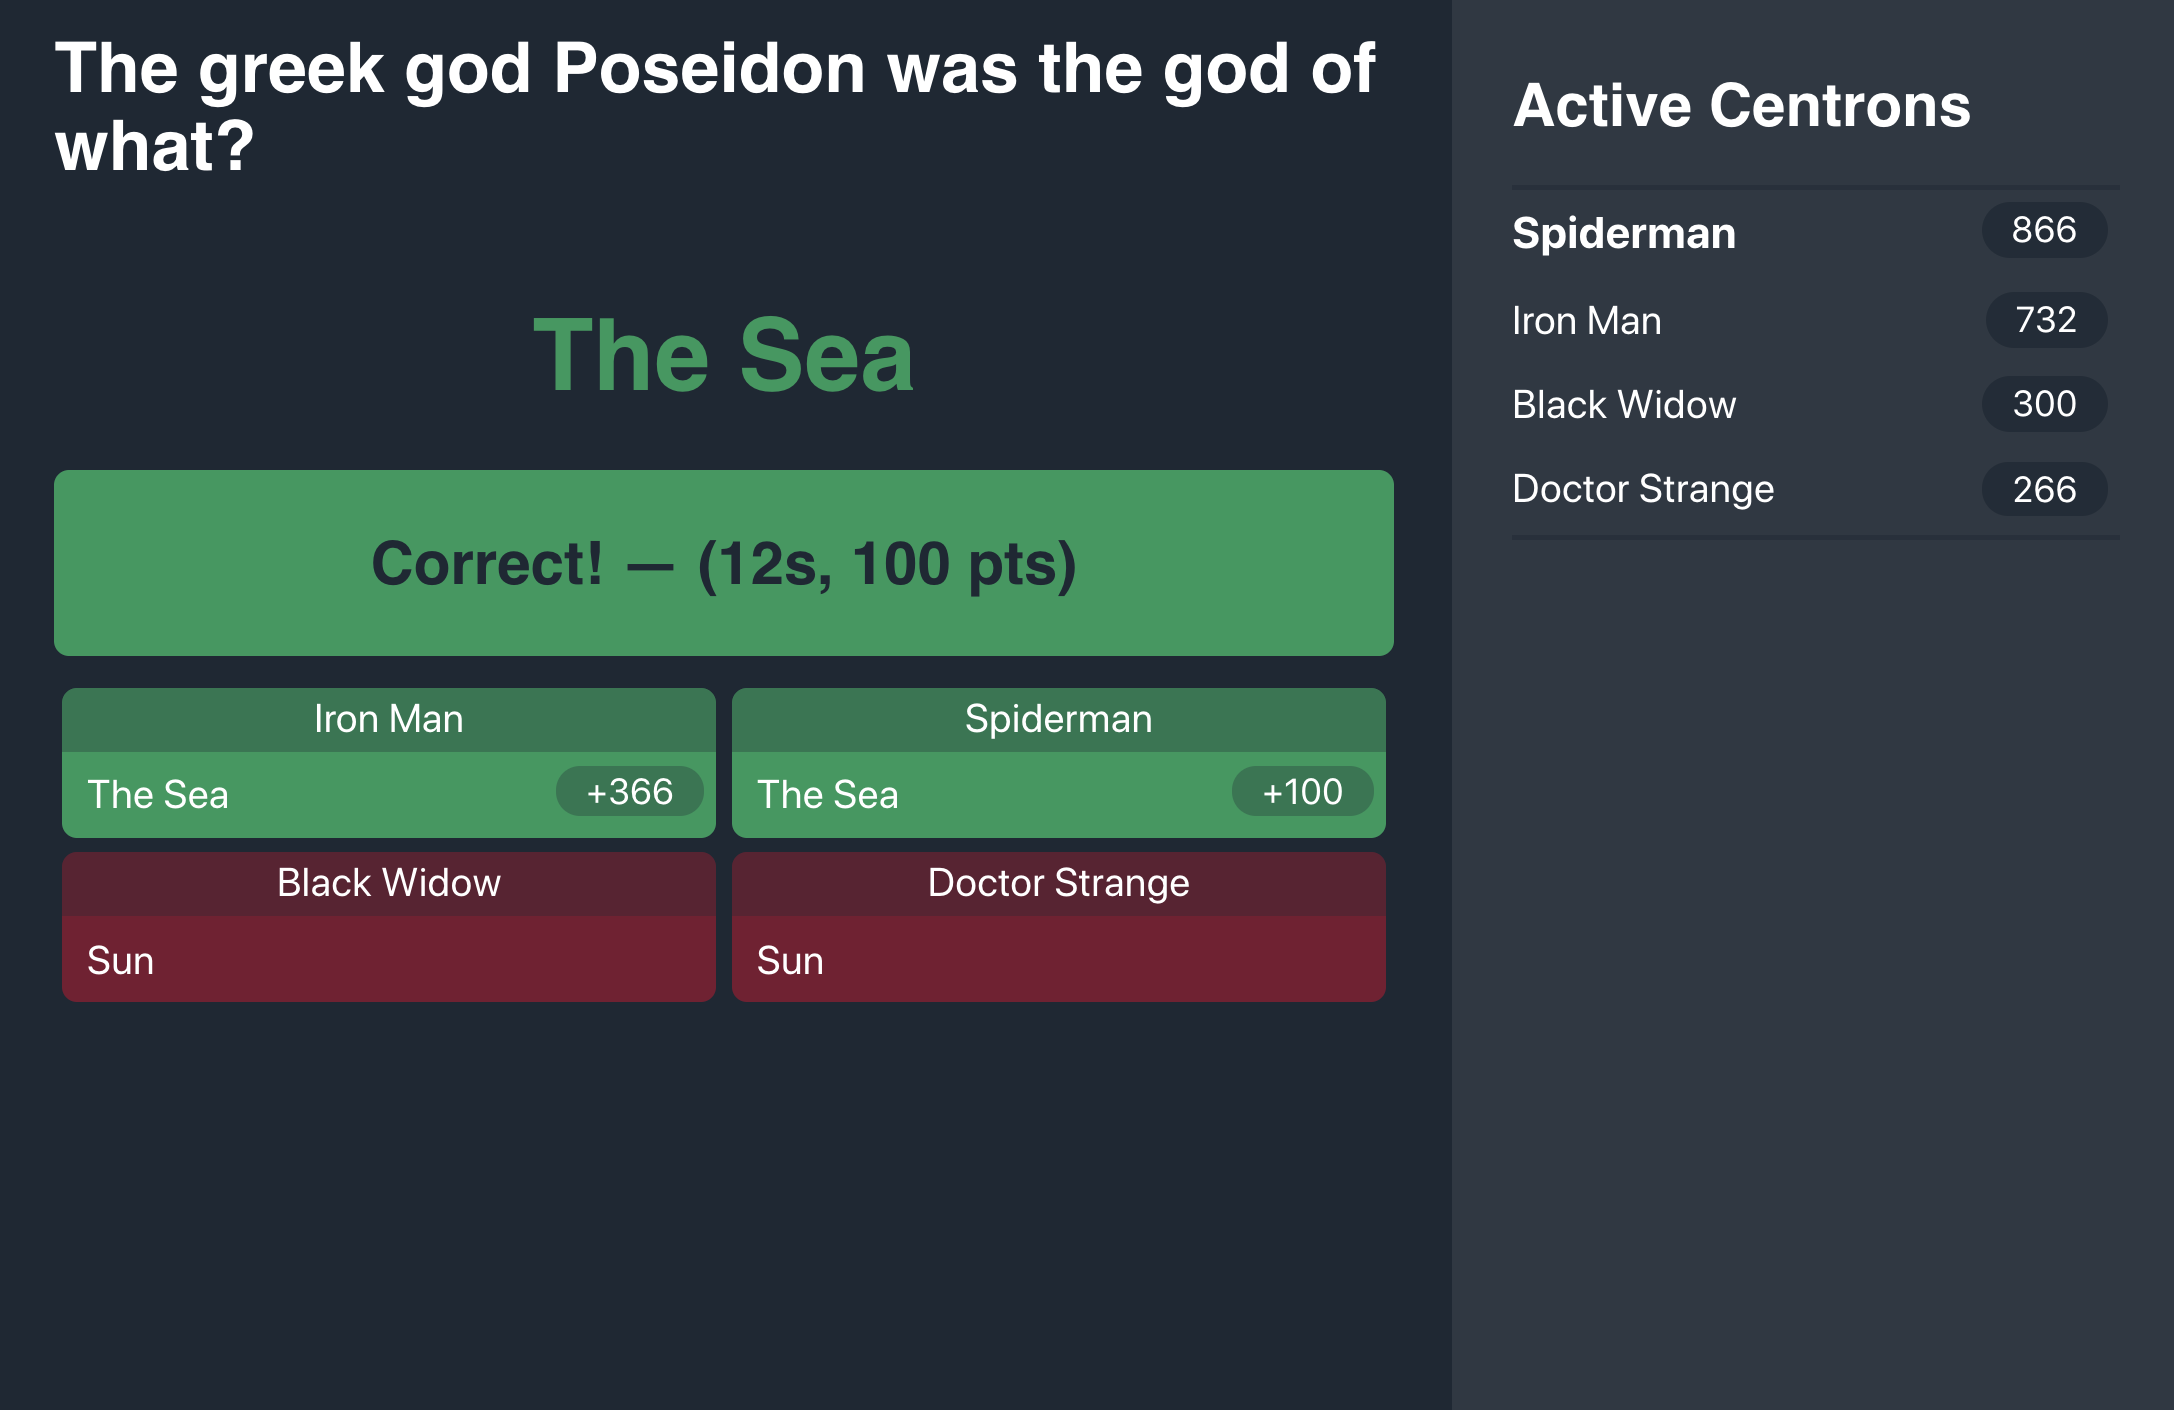 The greek god Poseidon was the god of
what?
The Sea
Correct! — (12s, 100 pts)
Iron Man
The Sea
+366
Spiderman
The Sea
+100
Black Widow
Sun
Doctor Strange
Sun
Active Centrons
Spiderman 866
Iron Man 732
Black Widow 300
Doctor Strange 266